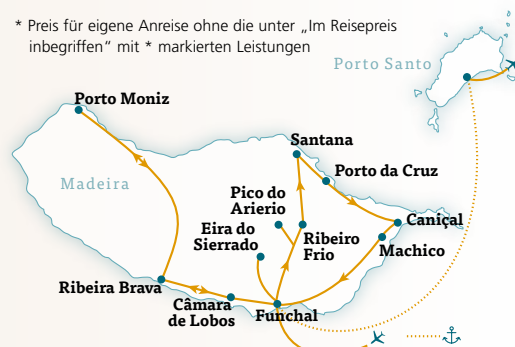 * Preis für eigene Anreise ohne die unter „Im Reisepreis
inbegriffen“ mit * markierten Leistungen
Porto Santo
Porto Moniz
Santana
Porto da Cruz
Madeira
Pico do
Arierio
Caniçal
Eira do
Sierrado
Ribeiro
Frio
Machico
Ribeira Brava
Câmara
de Lobos
Funchal